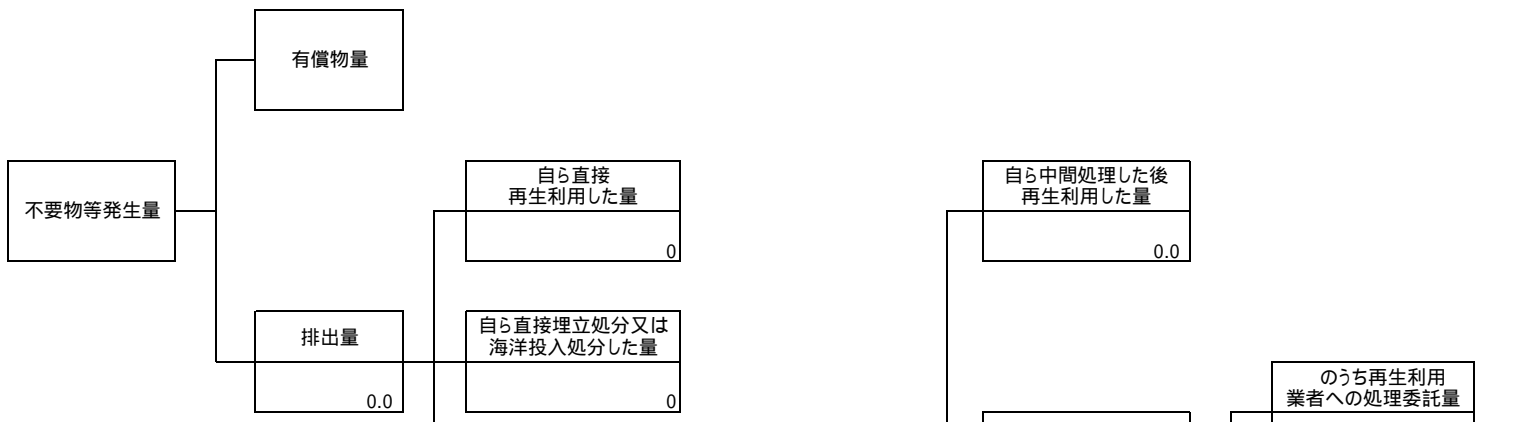 有償物量
不要物等発生量
自ら直接
再生利用した量
0
自ら中間処理した後
再生利用した量
0.0
排出量
0.0
自ら直接埋立処分又は
海洋投入処分した量
0
のうち再生利用
業者への処理委託量